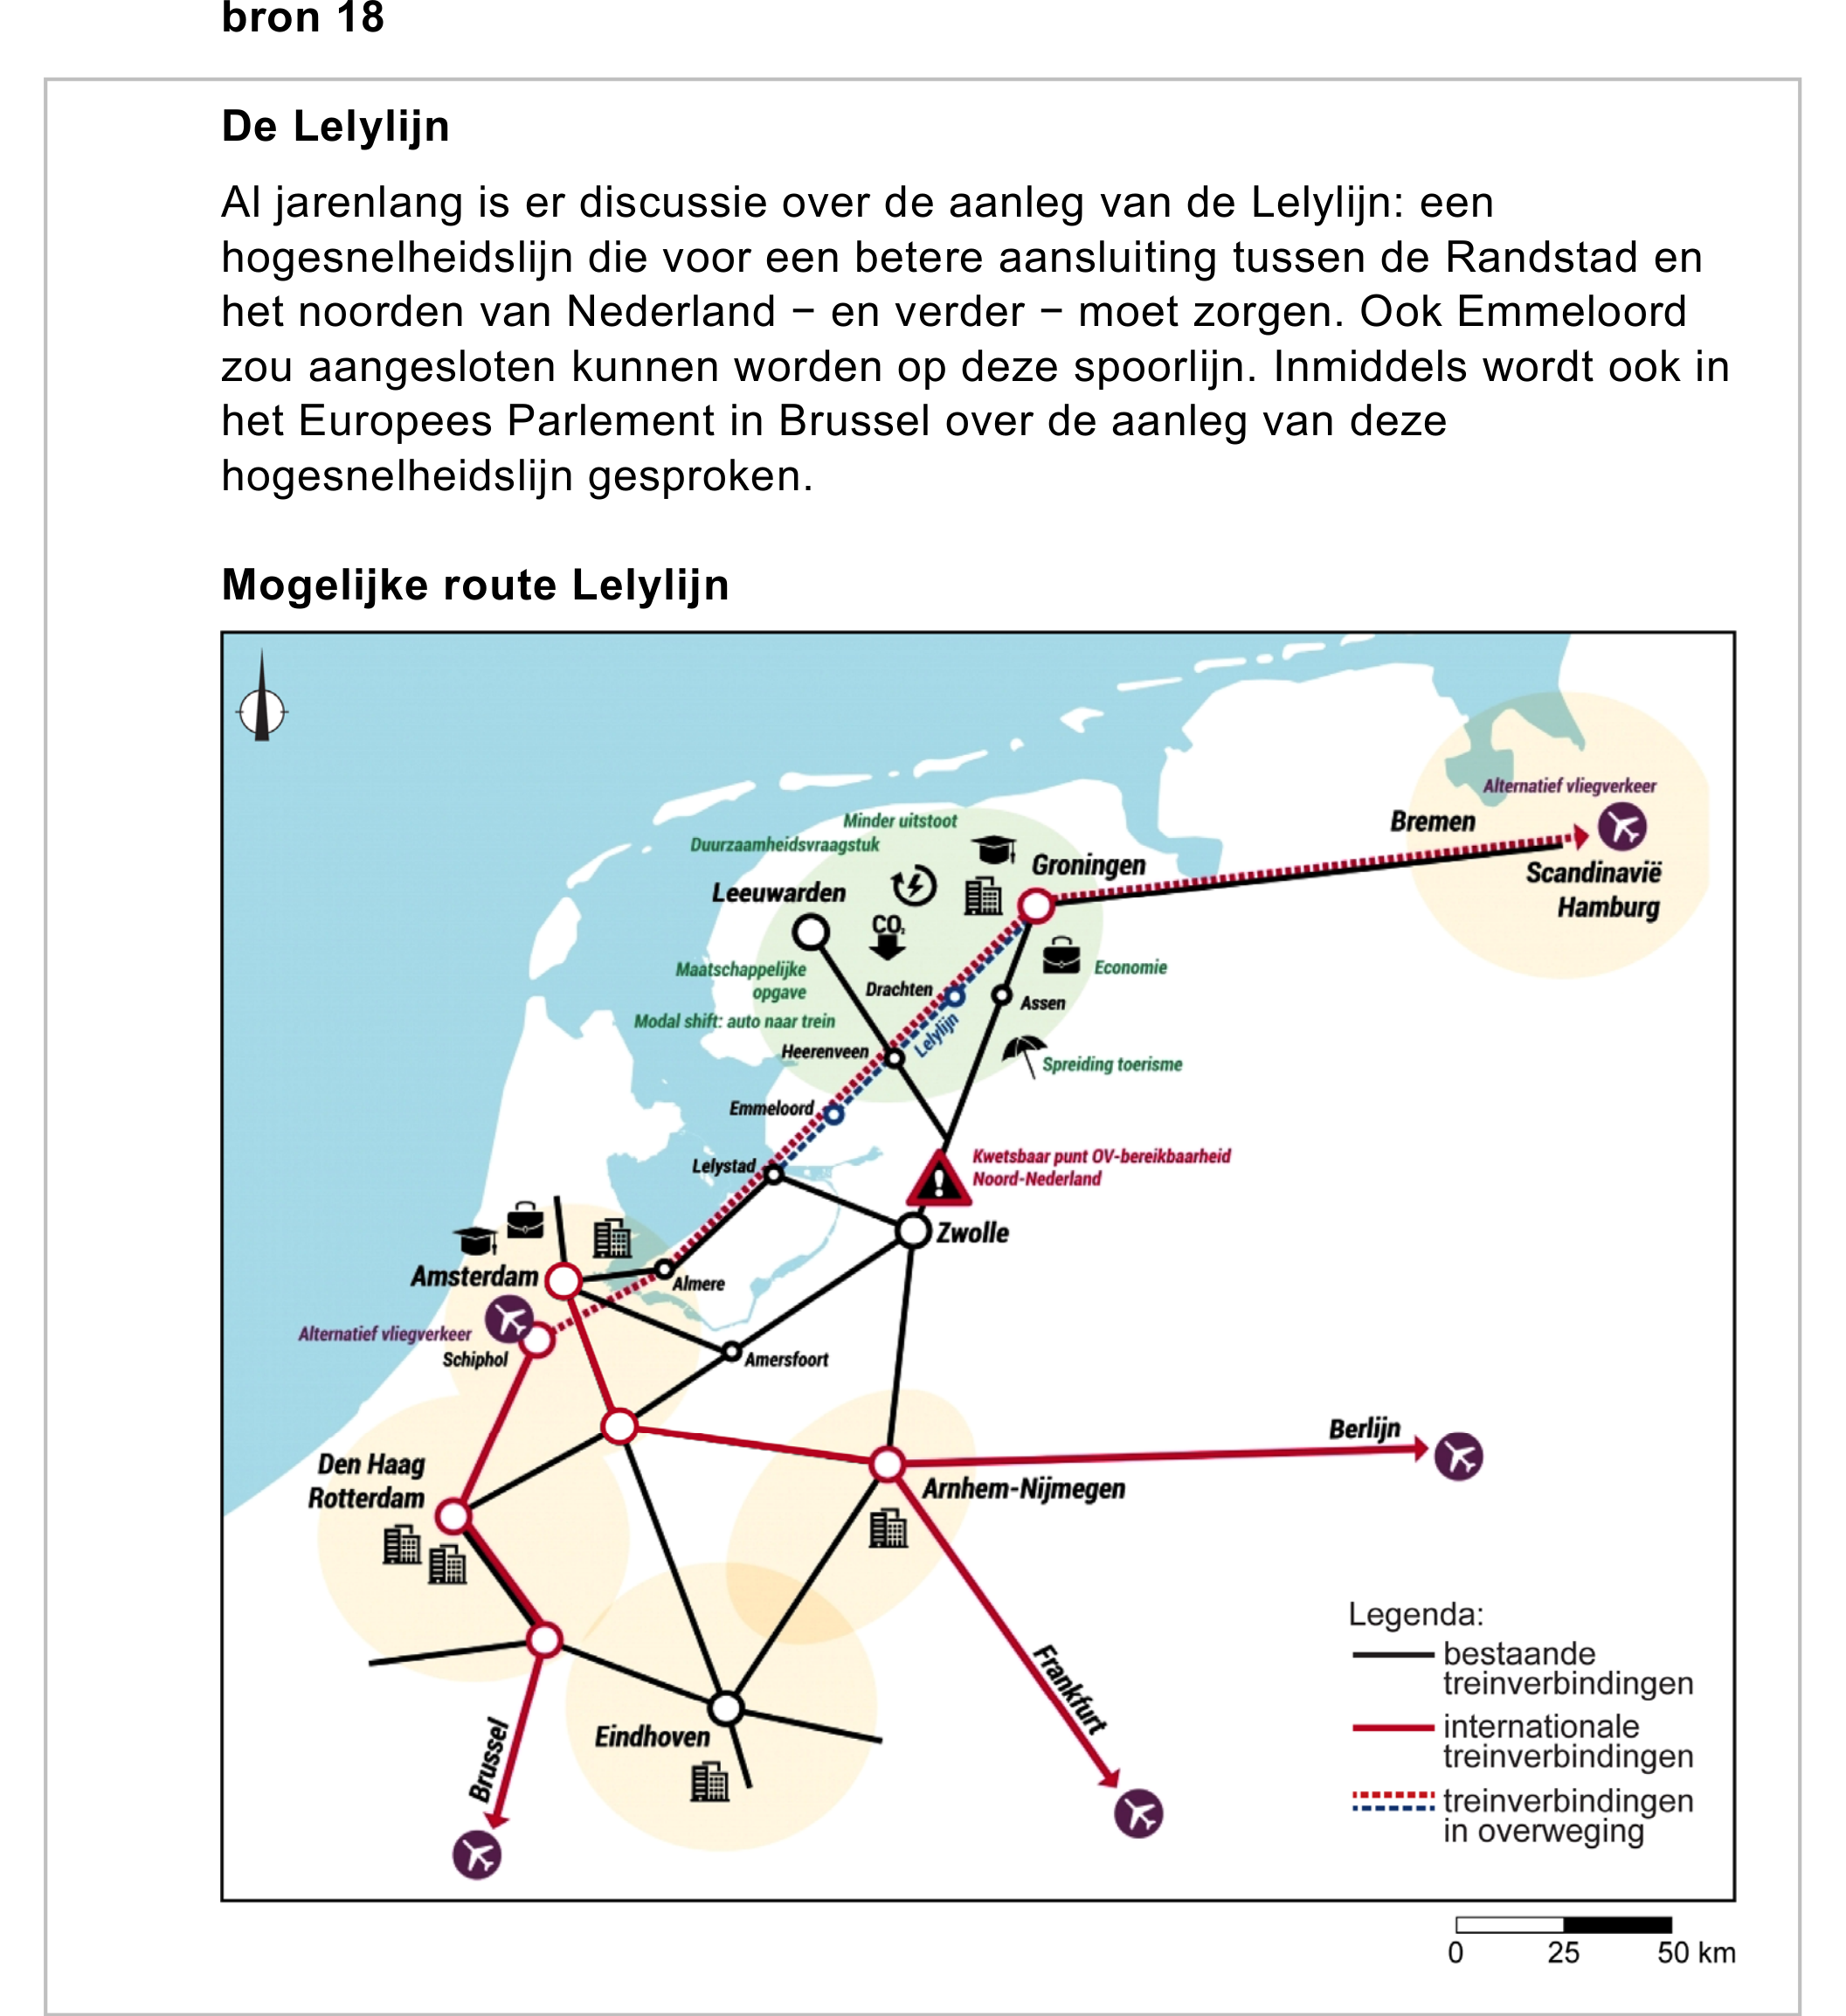 bron 18
De Lelylijn
Al jarenlang is er discussie over de aanleg van de Lelylijn: een
hogesnelheidslijn die voor een betere aansluiting tussen de Randstad en
het noorden van Nederland − en verder − moet zorgen. Ook Emmeloord
zou aangesloten kunnen worden op deze spoorlijn. Inmiddels wordt ook in
het Europees Parlement in Brussel over de aanleg van deze
hogesnelheidslijn gesproken.
Mogelijke route Lelylijn
Alternatief vliegverkeer
Bremen
Scandinavië
Hamburg
Minder uitstoot
Duurzaamheidsvraagstuk
Groningen
Leeuwarden
CO₂
Maatschappelijke
opgave
Drachten
Economie
Assen
Modal shift: auto naar trein
Lelylijn
Heerenveen
Spreiding toerisme
Emmeloord
Kwetsbaar punt OV-bereikbaarheid
Noord-Nederland
Lelystad
Zwolle
Amsterdam
Almere
Alternatief vliegverkeer
Schiphol
Amersfoort
Berlijn
Den Haag
Rotterdam
Arnhem-Nijmegen
Frankfurt
Eindhoven
Brussel
Legenda:
bestaande
treinverbindingen
internationale
treinverbindingen
treinverbindingen
in overweging
0 25 50 km